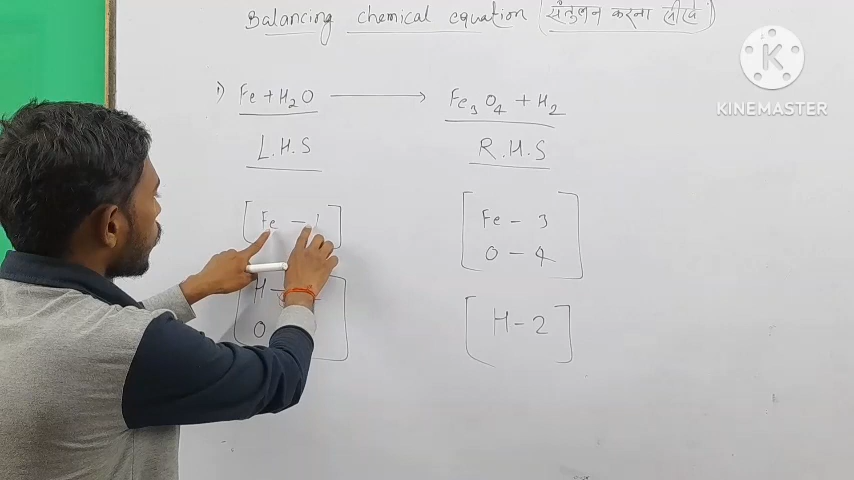 Balancing chemical equation (संतुलन करना सीखें)
KINEMASTER
1) Fe + H2O ⟶ Fe3O4 + H2
L.H.S R.H.S
Fe - 1
H -
O
Fe - 3
O - 4
H - 2